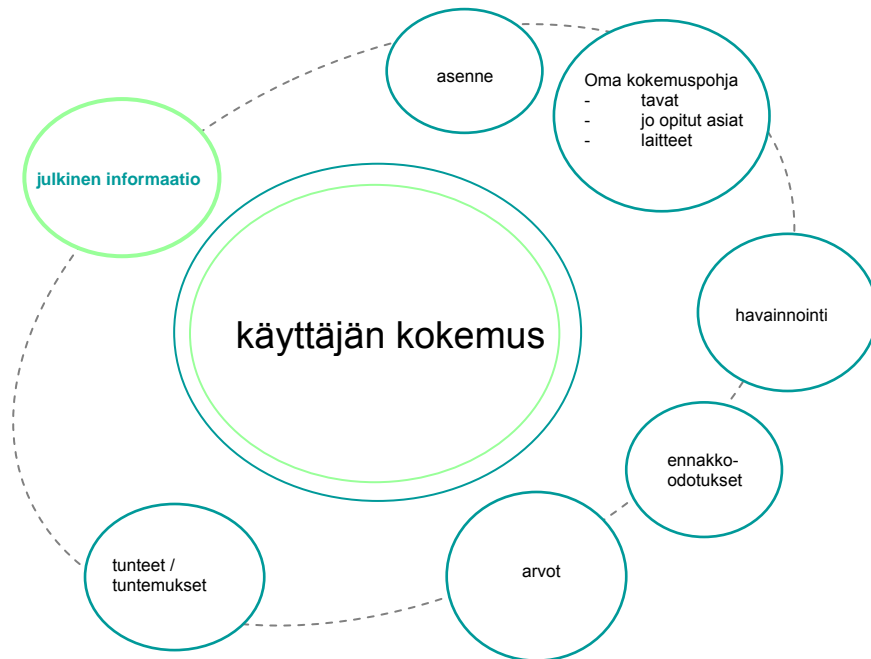 asenne
Oma kokemuspohja
- tavat
- jo opitut asiat
- laitteet
julkinen informaatio
käyttäjän kokemus
havainnointi
ennakko-
odotukset
arvot
tunteet /
tuntemukset